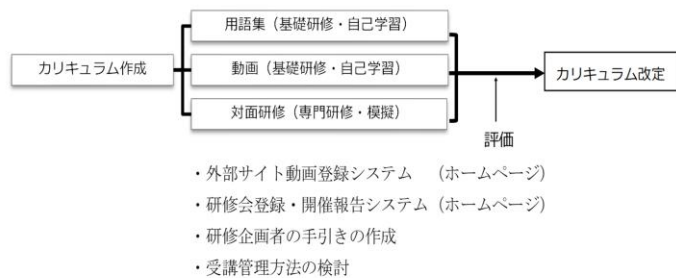 用語集（基礎研修・自己学習）
カリキュラム作成
動画（基礎研修・自己学習）
カリキュラム改定
対面研修（専門研修・模擬）
評価
・外部サイト動画登録システム　（ホームページ）
・研修会登録・開催報告システム（ホームページ）
・研修企画者の手引きの作成
・受講管理方法の検討